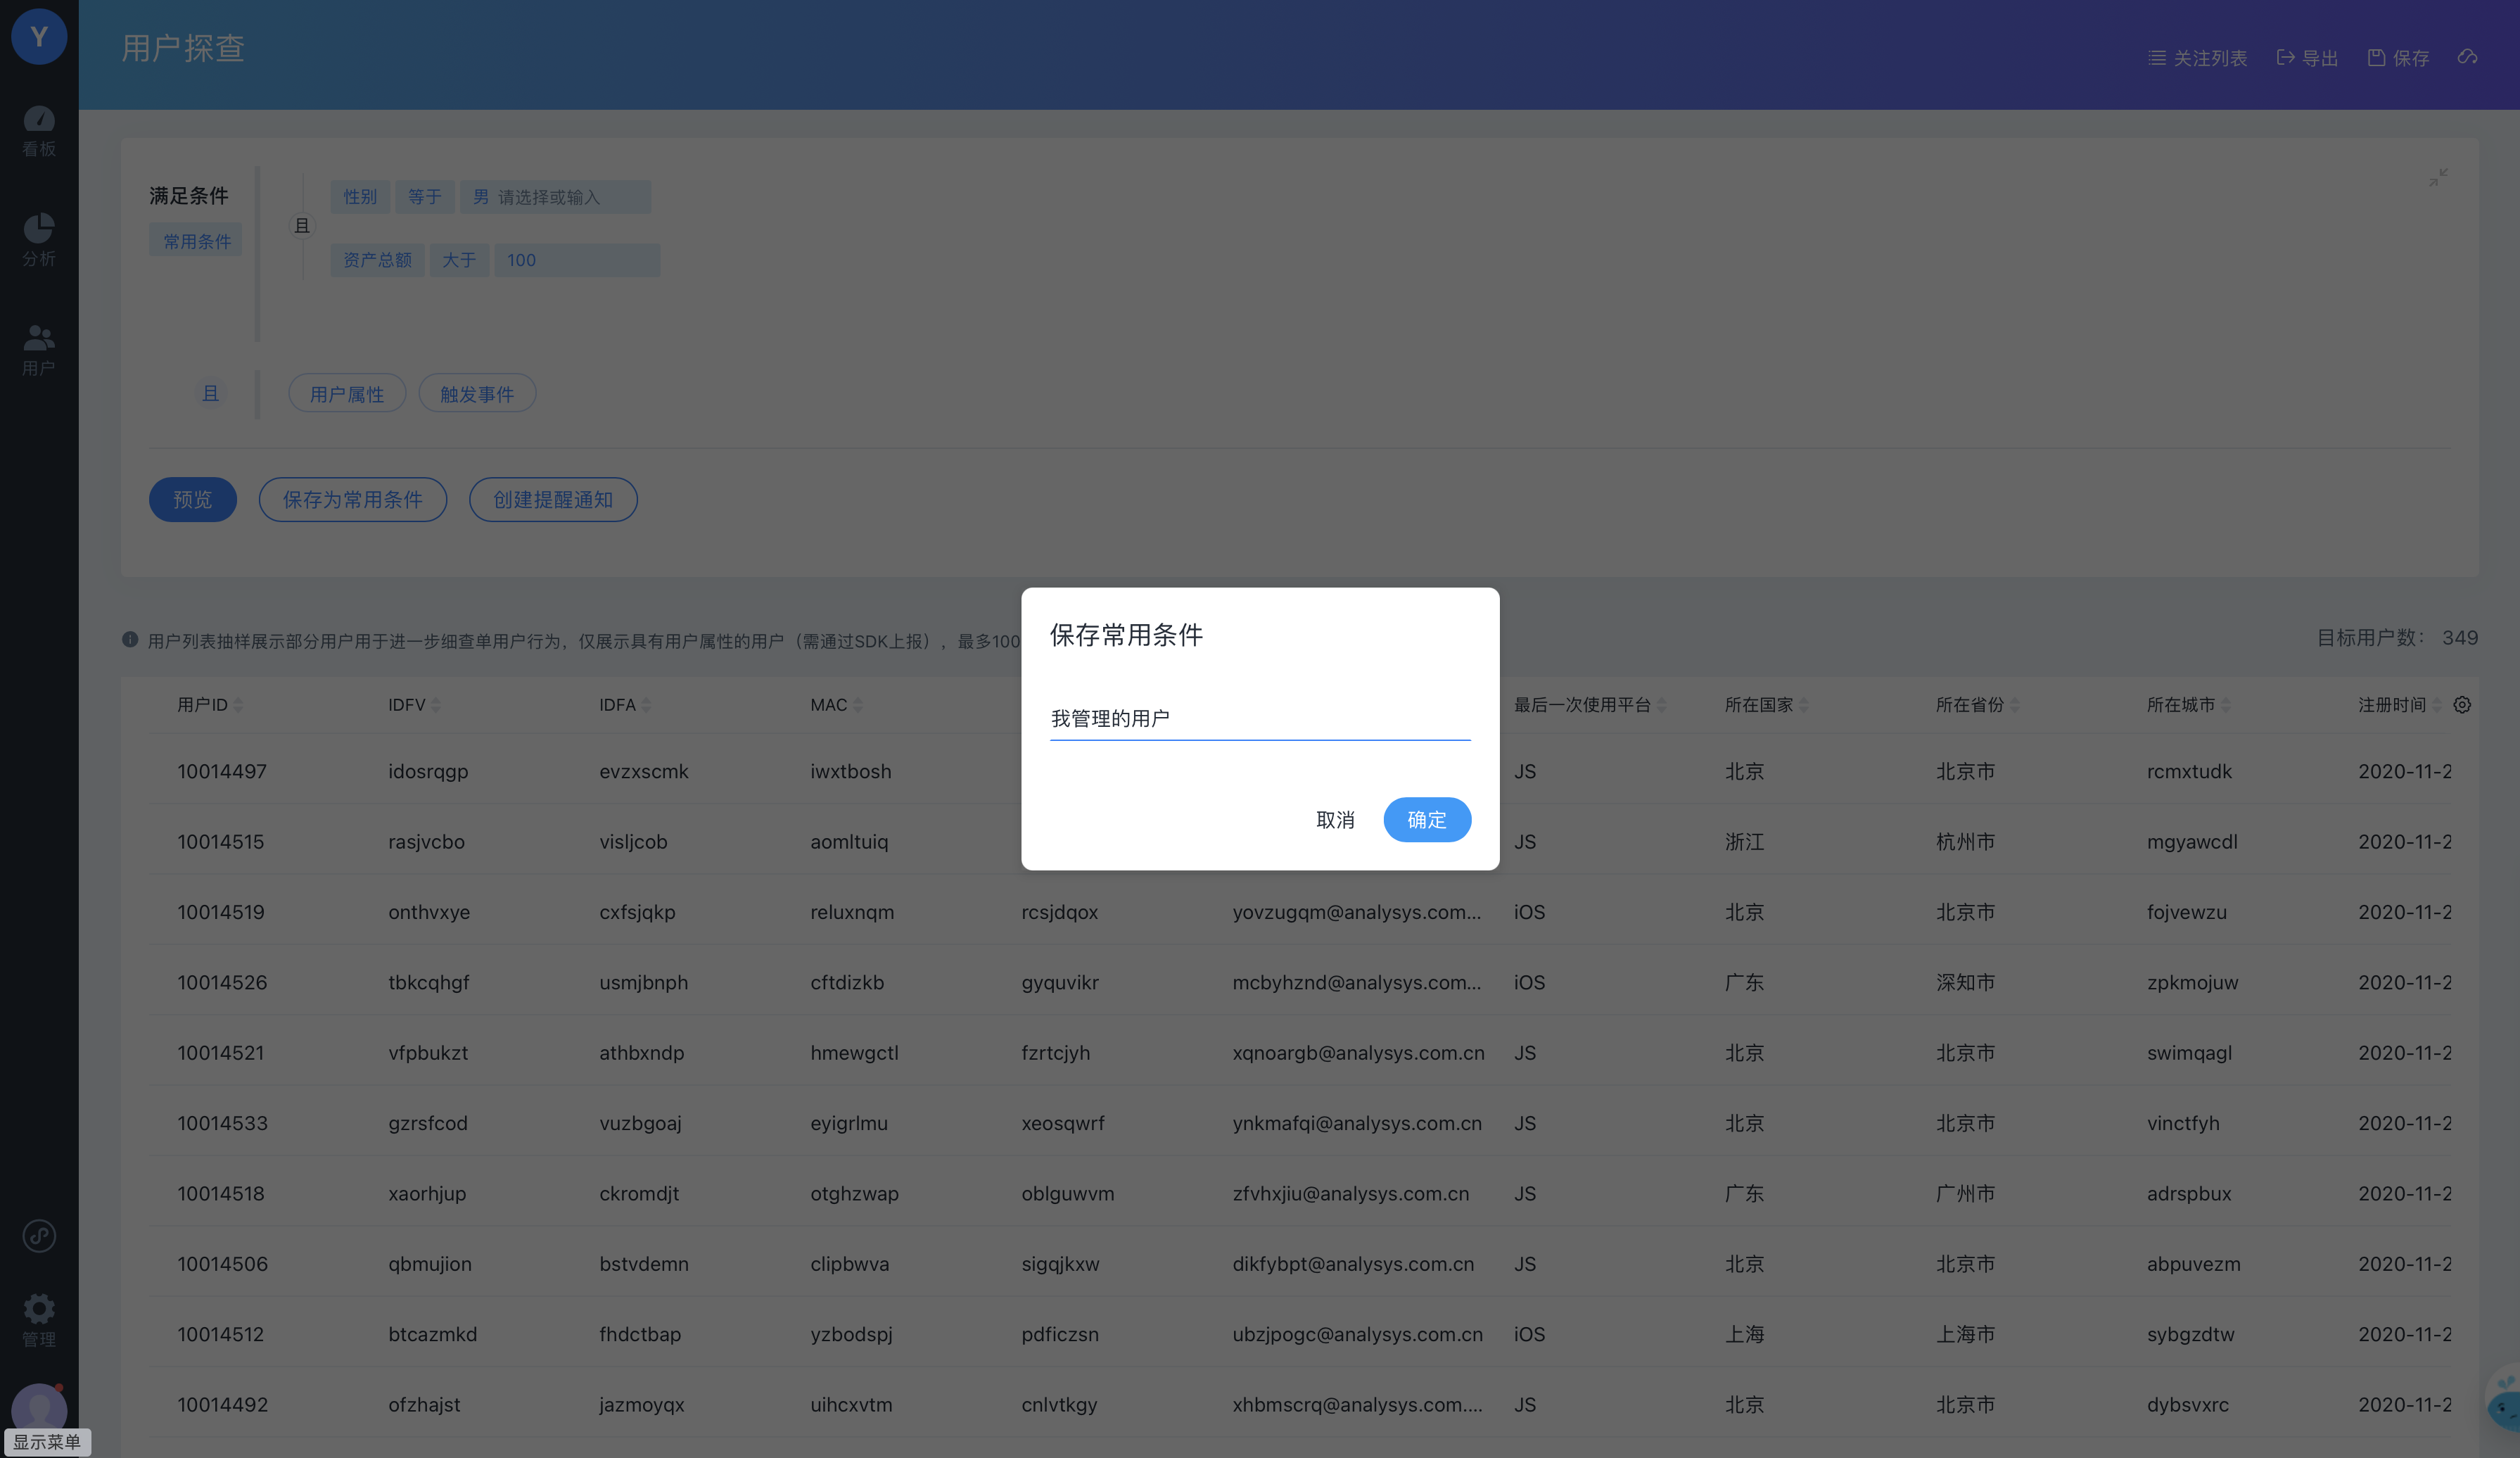 Y
用户探查
关注列表 导出 保存
看板
分析
用户
管理
显示菜单
满足条件
常用条件
且
性别 等于 男 请选择或输入
资产总额 大于 100
且 用户属性 触发事件
预览 保存为常用条件 创建提醒通知
用户列表抽样展示部分用户用于进一步细查单用户行为，仅展示具有用户属性的用户（需通过SDK上报），最多100
目标用户数： 349
保存常用条件
我管理的用户
取消 确定
用户ID IDFV IDFA MAC 最后一次使用平台 所在国家 所在省份 所在城市 注册时间
10014497 idosrqgp evzxscmk iwxtbosh JS 北京 北京市 rcmxtudk 2020-11-2
10014515 rasjvcbo visljcob aomltuiq JS 浙江 杭州市 mgyawcdl 2020-11-2
10014519 onthvxye cxfsjqkp reluxnqm rcsjdqox yovzugqm@analysys.com... iOS 北京 北京市 fojvewzu 2020-11-2
10014526 tbkcqhgf usmjbnph cftdizkb gyquvikr mcbyhznd@analysys.com... iOS 广东 深知市 zpkmojuw 2020-11-2
10014521 vfpbukzt athbxndp hmewgctl fzrtcjyh xqnoargb@analysys.com.cn JS 北京 北京市 swimqagl 2020-11-2
10014533 gzrsfcod vuzbgoaj eyigrlmu xeosqwrf ynkmafqi@analysys.com.cn JS 北京 北京市 vinctfyh 2020-11-2
10014518 xaorhjup ckromdjt otghzwap oblguwvm zfvhxjiu@analysys.com.cn JS 广东 广州市 adrspbux 2020-11-2
10014506 qbmujion bstvdemn clipbwva sigqjkxw dikfybpt@analysys.com.cn JS 北京 北京市 abpuvezm 2020-11-2
10014512 btcazmkd fhdctbap yzbodspj pdficzsn ubzjpogc@analysys.com.cn iOS 上海 上海市 sybgzdtw 2020-11-2
10014492 ofzhajst jazmoyqx uihcxvtm cnlvtkgy xhbmscrq@analysys.com.... JS 北京 北京市 dybsvxrc 2020-11-2